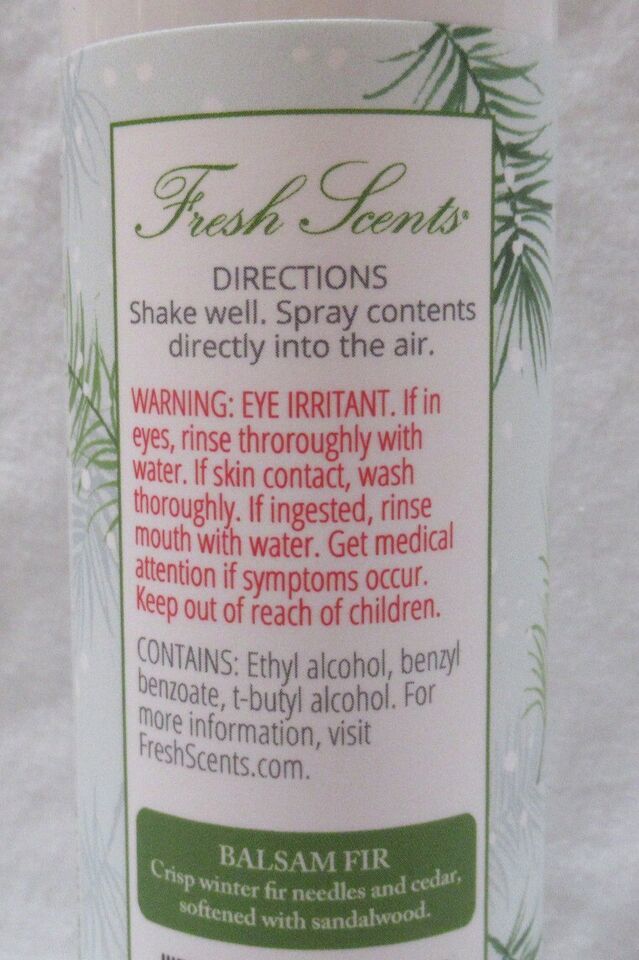 Fresh Scents
DIRECTIONS
Shake well. Spray contents
directly into the air.
WARNING: EYE IRRITANT. If in
eyes, rinse throroughly with
water. If skin contact, wash
thoroughly. If ingested, rinse
mouth with water. Get medical
attention if symptoms occur.
Keep out of reach of children.
CONTAINS: Ethyl alcohol, benzyl
benzoate, t-butyl alcohol. For
more information, visit
FreshScents.com.
BALSAM FIR
Crisp winter fir needles and cedar,
softened with sandalwood.